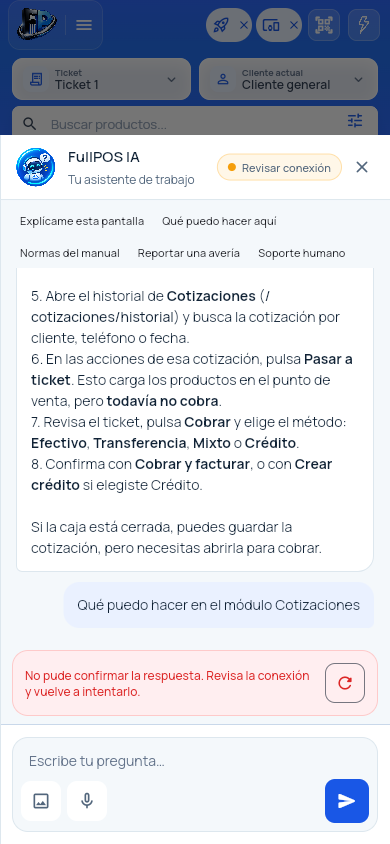 Ticket
Ticket 1
Cliente actual
Cliente general
Buscar productos...
FullPOS IA
Tu asistente de trabajo
Revisar conexión
Explícame esta pantalla
Qué puedo hacer aquí
Normas del manual
Reportar una avería
Soporte humano
5. Abre el historial de Cotizaciones (/
cotizaciones/historial) y busca la cotización por
cliente, teléfono o fecha.
6. En las acciones de esa cotización, pulsa Pasar a
ticket. Esto carga los productos en el punto de
venta, pero todavía no cobra.
7. Revisa el ticket, pulsa Cobrar y elige el método:
Efectivo, Transferencia, Mixto o Crédito.
8. Confirma con Cobrar y facturar, o con Crear
crédito si elegiste Crédito.
Si la caja está cerrada, puedes guardar la
cotización, pero necesitas abrirla para cobrar.
Qué puedo hacer en el módulo Cotizaciones
No pude confirmar la respuesta. Revisa la conexión
y vuelve a intentarlo.
Escribe tu pregunta...